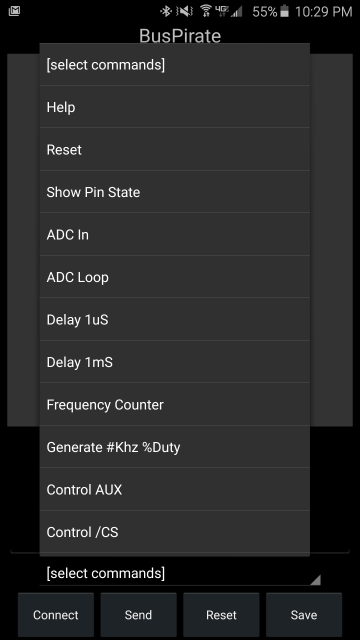 55% 10:29 PM
BusPirate
[select commands]
Help
Reset
Show Pin State
ADC In
ADC Loop
Delay 1uS
Delay 1mS
Frequency Counter
Generate #Khz %Duty
Control AUX
Control /CS
[select commands]
Connect Send Reset Save